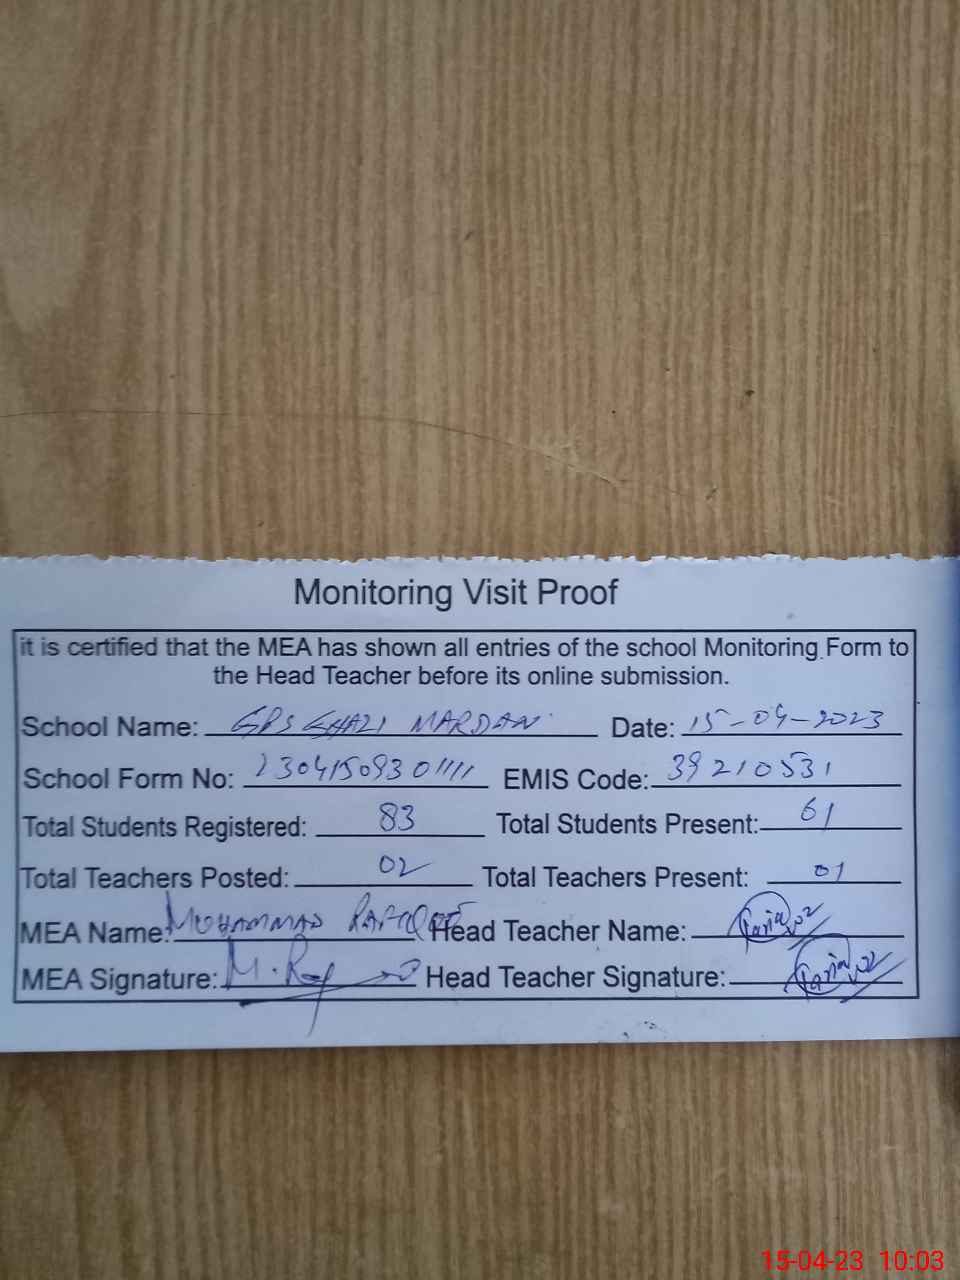 Monitoring Visit Proof
it is certified that the MEA has shown all entries of the school Monitoring Form to
the Head Teacher before its online submission.
School Name: GPS GHAZI MARDAN Date: 15-04-2023
School Form No: EMIS Code: 39210531
Total Students Registered: 83 Total Students Present: 61
Total Teachers Posted: 02 Total Teachers Present: 01
MEA Name: MUHAMMAD Head Teacher Name:
MEA Signature: Head Teacher Signature:
15-04-23 10:03